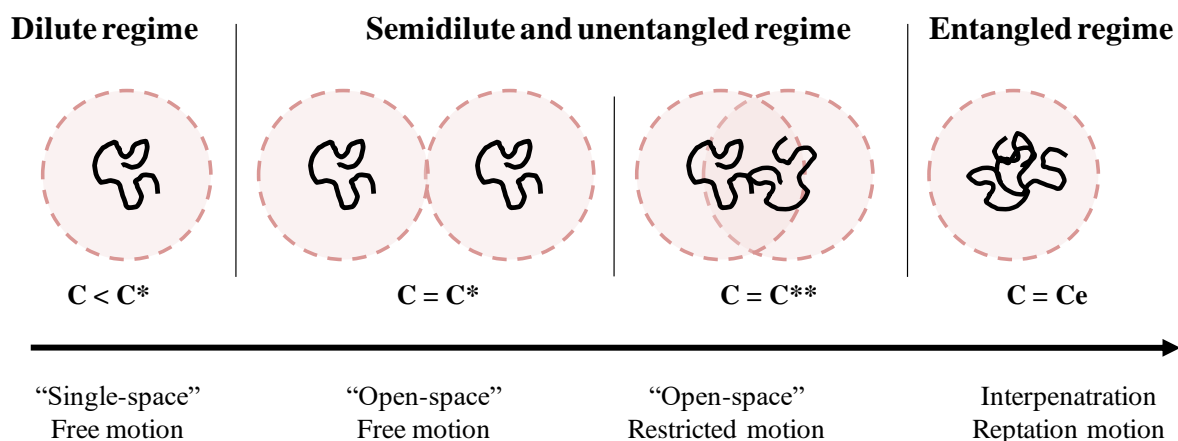 Dilute regime
Semidilute and unentangled regime
Entangled regime
C < C*
C = C*
C = C**
C = Ce
“Single-space”
Free motion
“Open-space”
Free motion
“Open-space”
Restricted motion
Interpenatration
Reptation motion